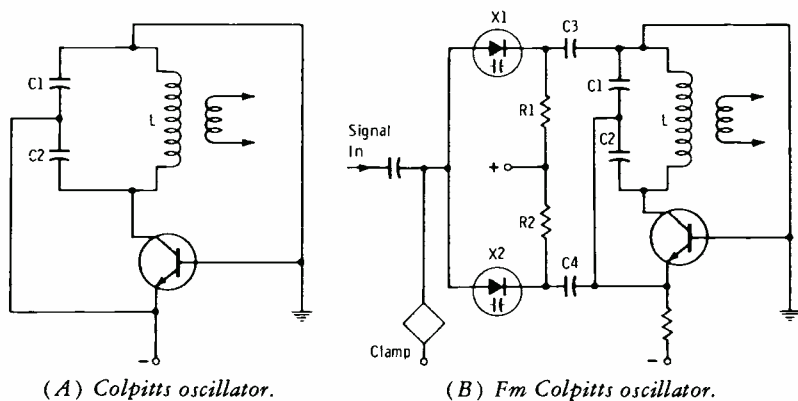 C1
C2
L
−
(A) Colpitts oscillator.
Signal
In
Clamp
X1
X2
C3
C4
R1
R2
+
C1
C2
L
−
(B) Fm Colpitts oscillator.